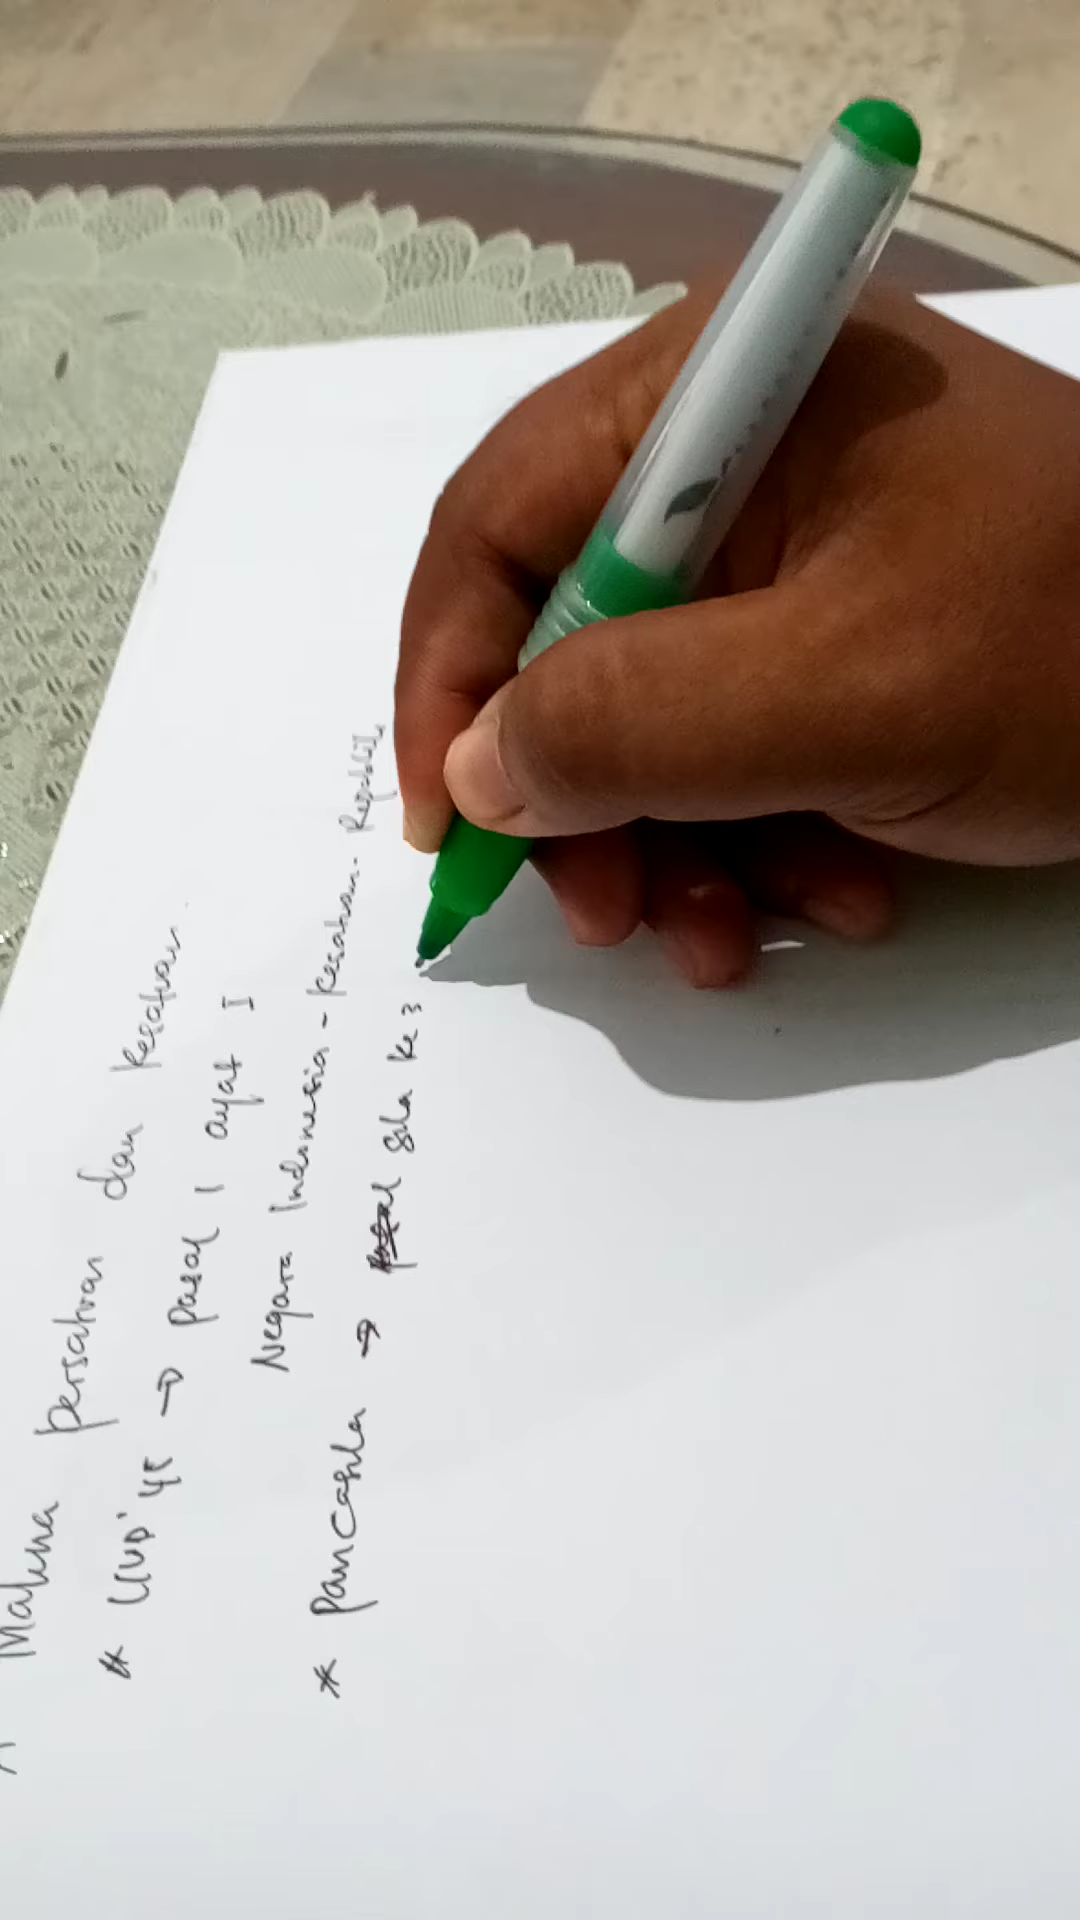 Makna persatuan dan kesatuan.
* UUD' 45 → pasal 1 ayat I
Negara Indonesia - kesatuan - Republik
* pancasila → sila ke 3